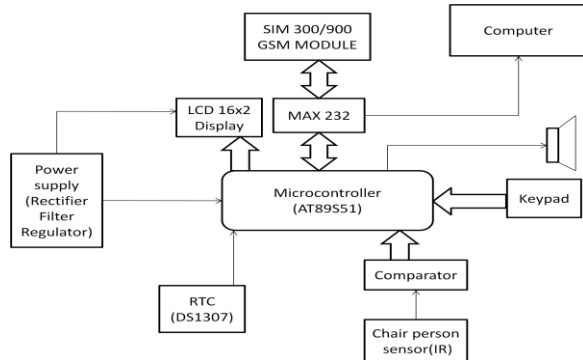 SIM 300/900
GSM MODULE
Computer
LCD 16x2
Display
MAX 232
Power
supply
(Rectifier
Filter
Regulator)
Microcontroller
(AT89S51)
Keypad
RTC
(DS1307)
Comparator
Chair person
sensor(IR)